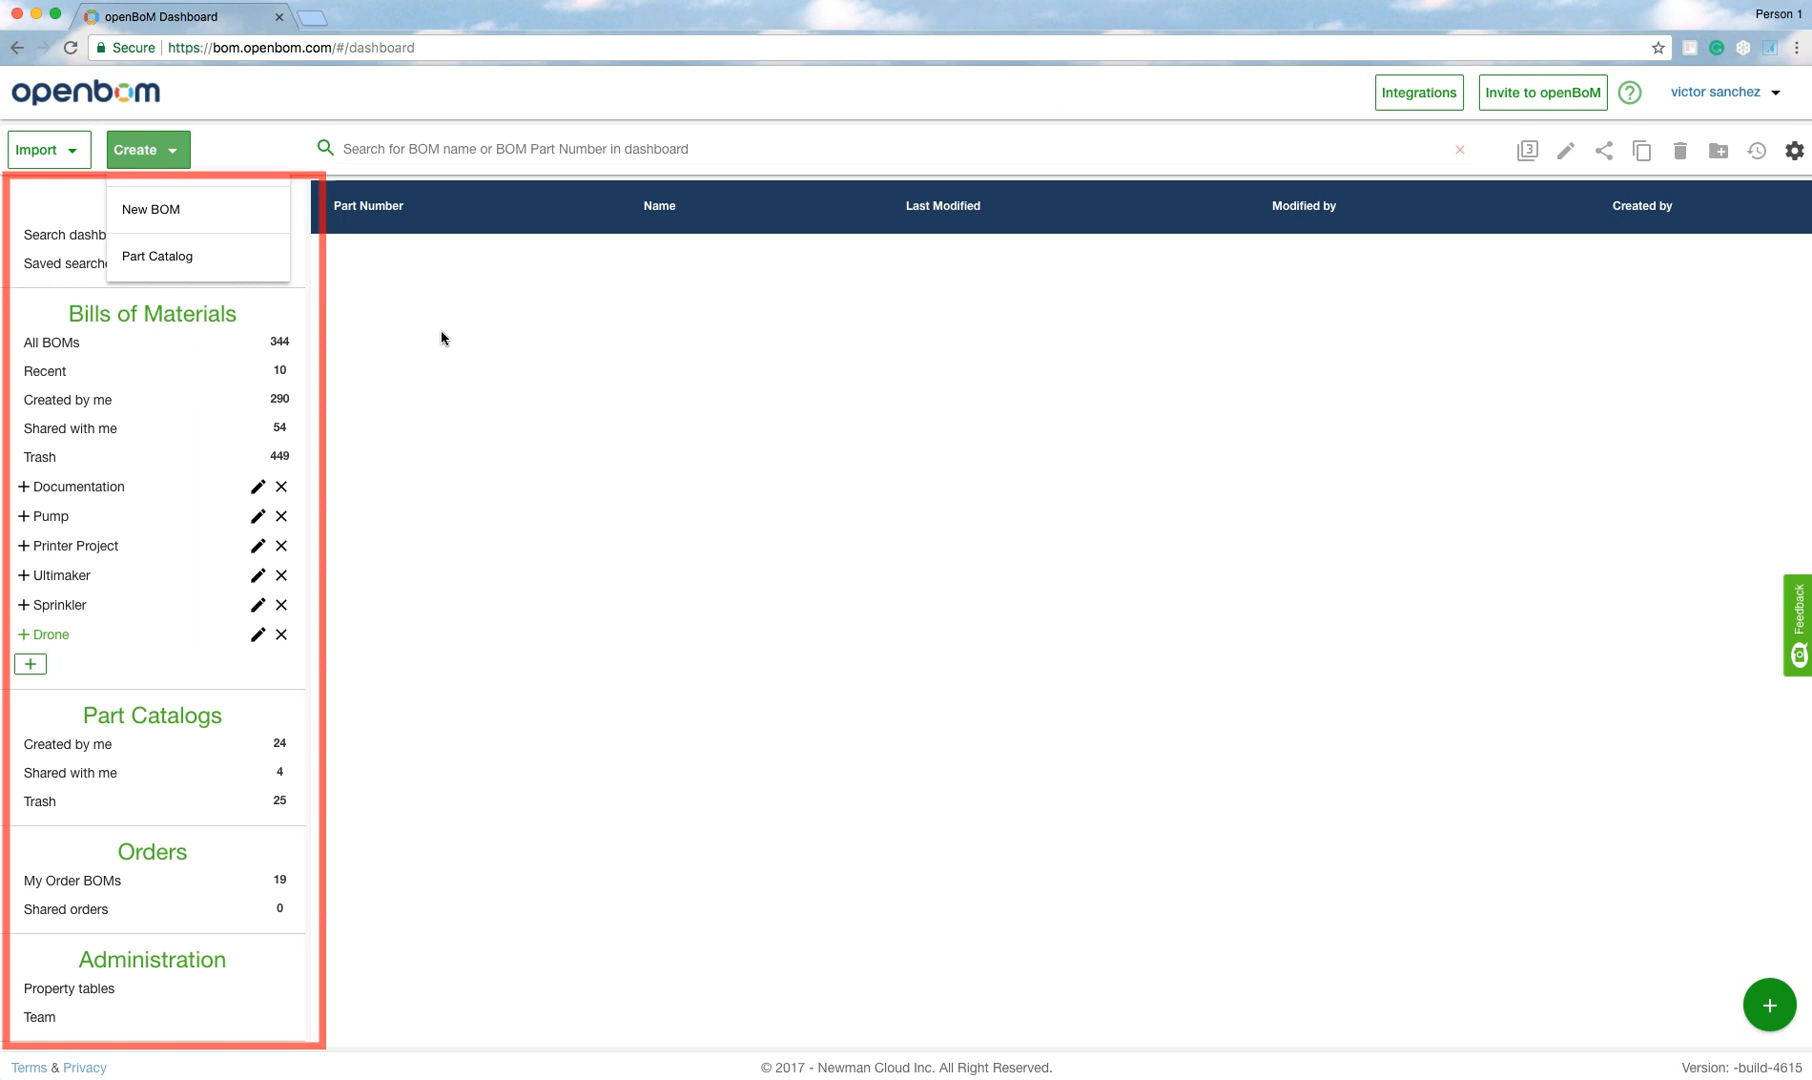 openBoM Dashboard
Person 1
Secure https://bom.openbom.com/#/dashboard
openbom
Integrations
Invite to openBoM
?
victor sanchez
Import
Create
Search for BOM name or BOM Part Number in dashboard
3
New BOM
Part Catalog
Search dashb
Saved searche
Part Number Name Last Modified Modified by Created by
Bills of Materials
All BOMs 344
Recent 10
Created by me 290
Shared with me 54
Trash 449
+ Documentation
+ Pump
+ Printer Project
+ Ultimaker
+ Sprinkler
+ Drone
+
Part Catalogs
Created by me 24
Shared with me 4
Trash 25
Orders
My Order BOMs 19
Shared orders 0
Administration
Property tables
Team
Feedback
+
Terms & Privacy
© 2017 - Newman Cloud Inc. All Right Reserved.
Version: -build-4615